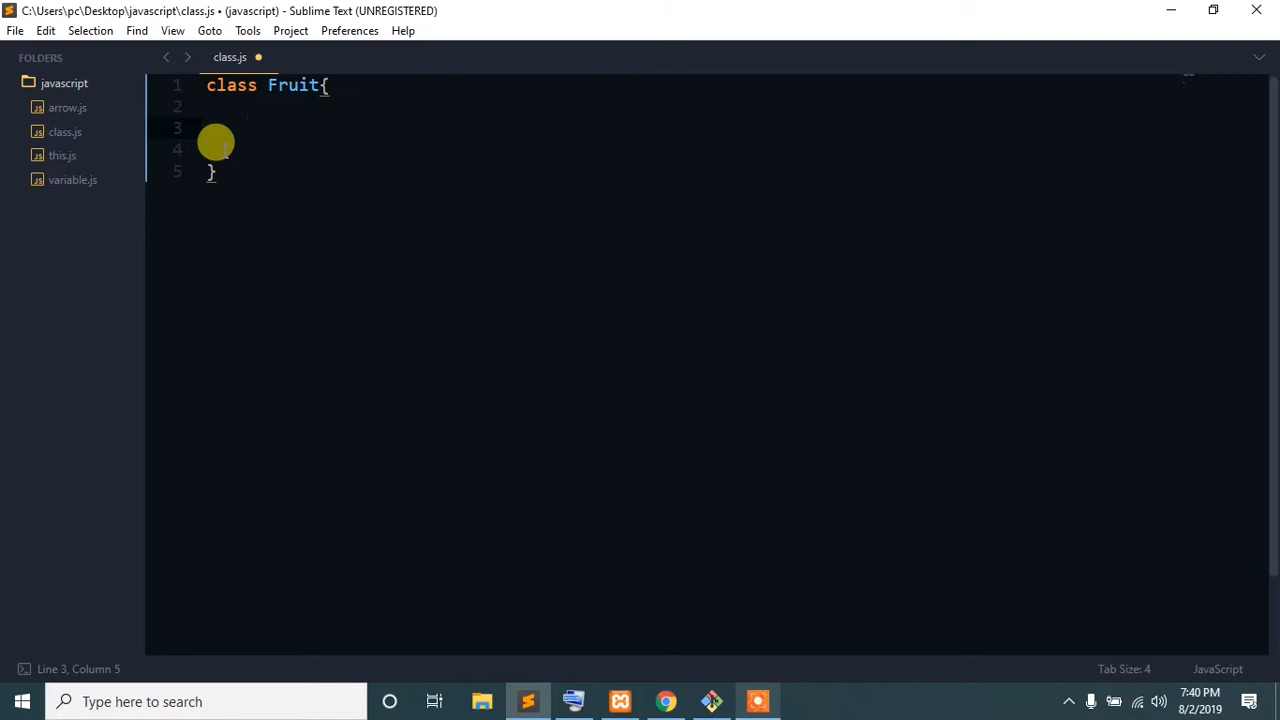 C:\Users\pc\Desktop\javascript\class.js • (javascript) - Sublime Text (UNREGISTERED)
File Edit Selection View Goto Tools Project Preferences Help
FOLDERS
javascript
arrow.js
class.js
this.js
variable.js
class.js
1 class Fruit{
2
3
4
5 }
Line 3, Column 5
Tab Size: 4
JavaScript
Type here to search
7:40 PM
8/2/2019